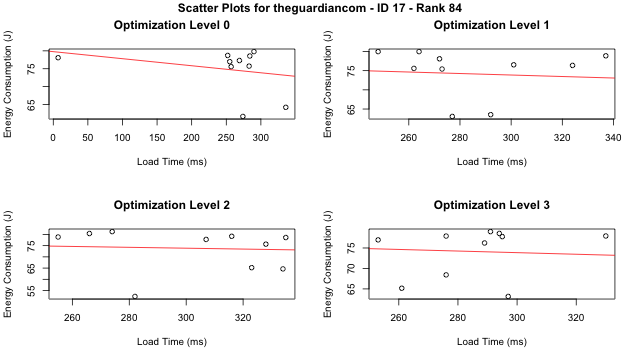 Scatter Plots for theguardiancom - ID 17 - Rank 84
Optimization Level 0
Energy Consumption (J)
75
65
0 50 100 150 200 250 300
Load Time (ms)
Optimization Level 1
Energy Consumption (J)
75
65
260 280 300 320 340
Load Time (ms)
Optimization Level 2
Energy Consumption (J)
75
65
55
260 280 300 320
Load Time (ms)
Optimization Level 3
Energy Consumption (J)
75
70
65
260 280 300 320
Load Time (ms)